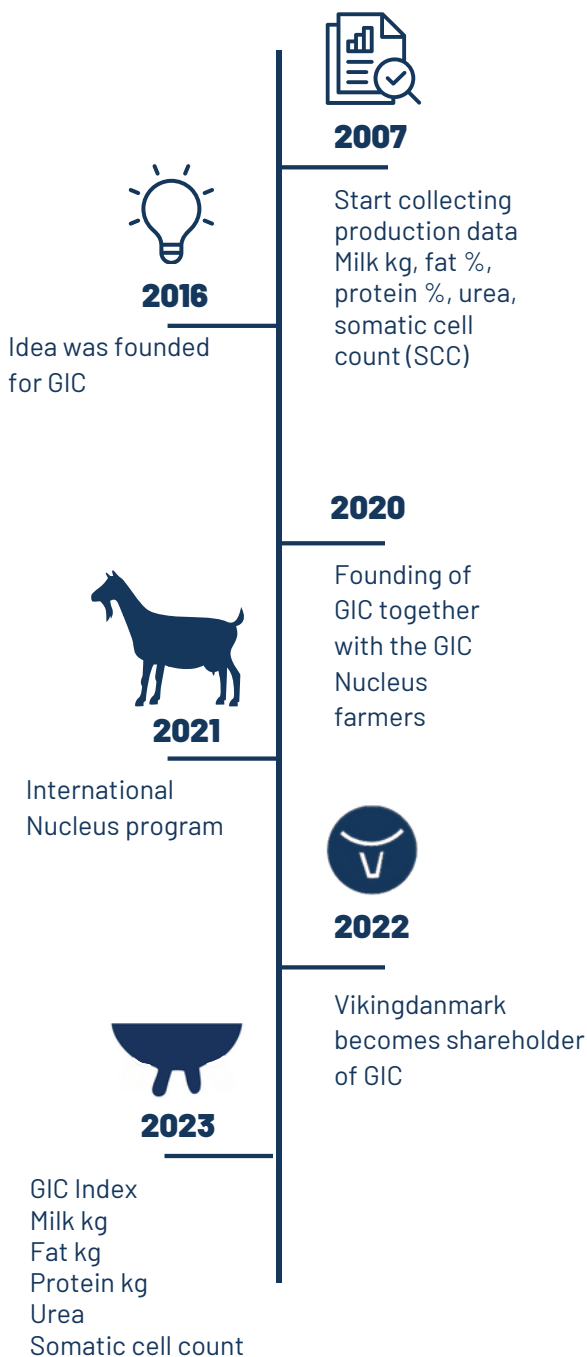 2007
Start collecting
production data
Milk kg, fat %,
protein %, urea,
somatic cell
count (SCC)
2016
Idea was founded
for GIC
2020
Founding of
GIC together
with the GIC
Nucleus
farmers
2021
International
Nucleus program
2022
Vikingdanmark
becomes shareholder
of GIC
2023
GIC Index
Milk kg
Fat kg
Protein kg
Urea
Somatic cell count